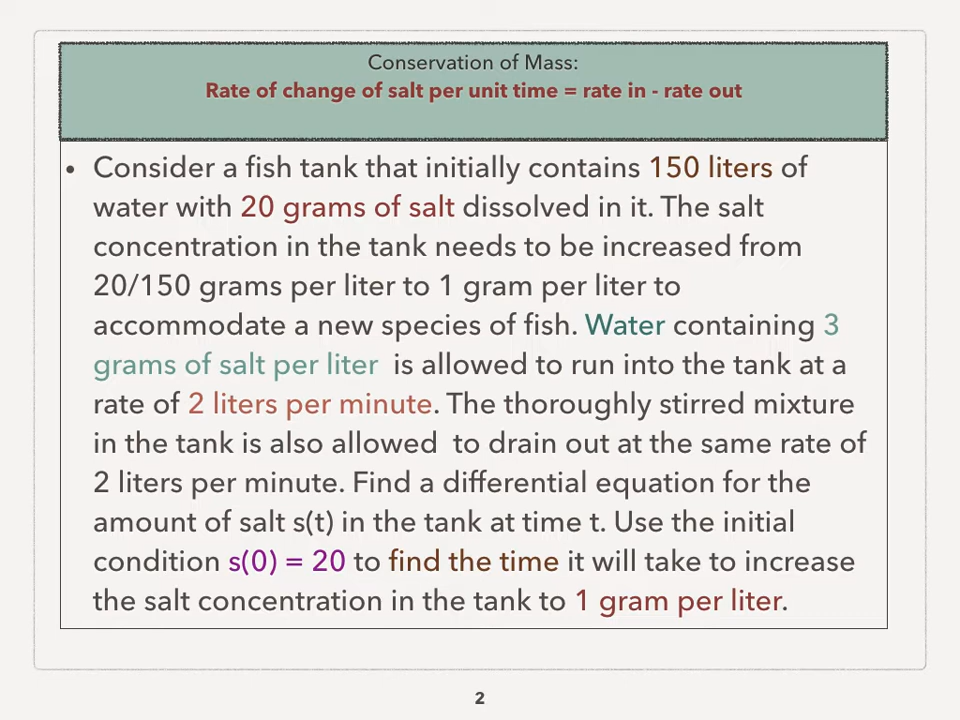 Conservation of Mass:
Rate of change of salt per unit time = rate in - rate out
• Consider a fish tank that initially contains 150 liters of
water with 20 grams of salt dissolved in it. The salt
concentration in the tank needs to be increased from
20/150 grams per liter to 1 gram per liter to
accommodate a new species of fish. Water containing 3
grams of salt per liter is allowed to run into the tank at a
rate of 2 liters per minute. The thoroughly stirred mixture
in the tank is also allowed to drain out at the same rate of
2 liters per minute. Find a differential equation for the
amount of salt s(t) in the tank at time t. Use the initial
condition s(0) = 20 to find the time it will take to increase
the salt concentration in the tank to 1 gram per liter.
2